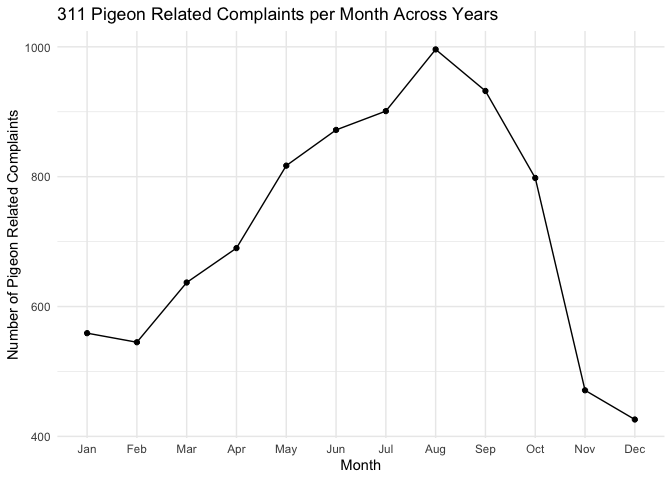 311 Pigeon Related Complaints per Month Across Years
Number of Pigeon Related Complaints
1000
800
600
400
Jan Feb Mar Apr May Jun Jul Aug Sep Oct Nov Dec
Month